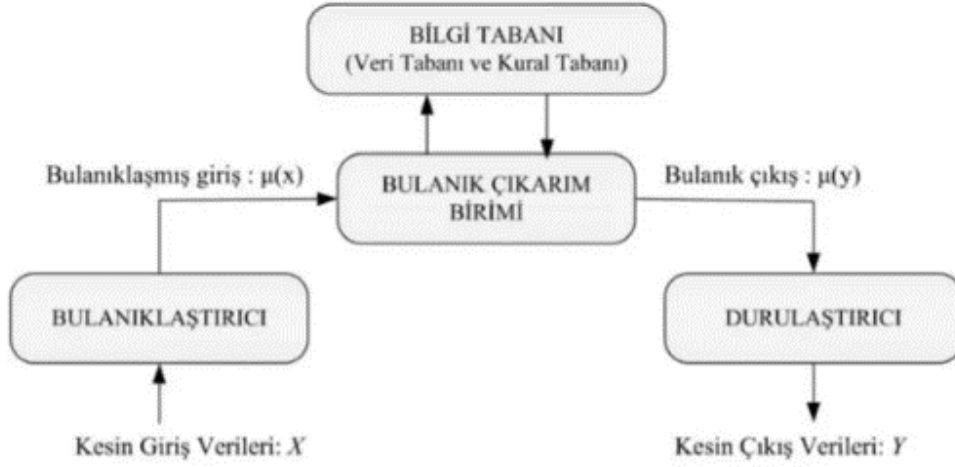 BİLGİ TABANI
(Veri Tabanı ve Kural Tabanı)
Bulanıklaşmış giriş : μ(x)
BULANIK ÇIKARIM
BİRİMİ
Bulanık çıkış : μ(y)
BULANIKLAŞTIRICI
DURULAŞTIRICI
Kesin Giriş Verileri: X
Kesin Çıkış Verileri: Y